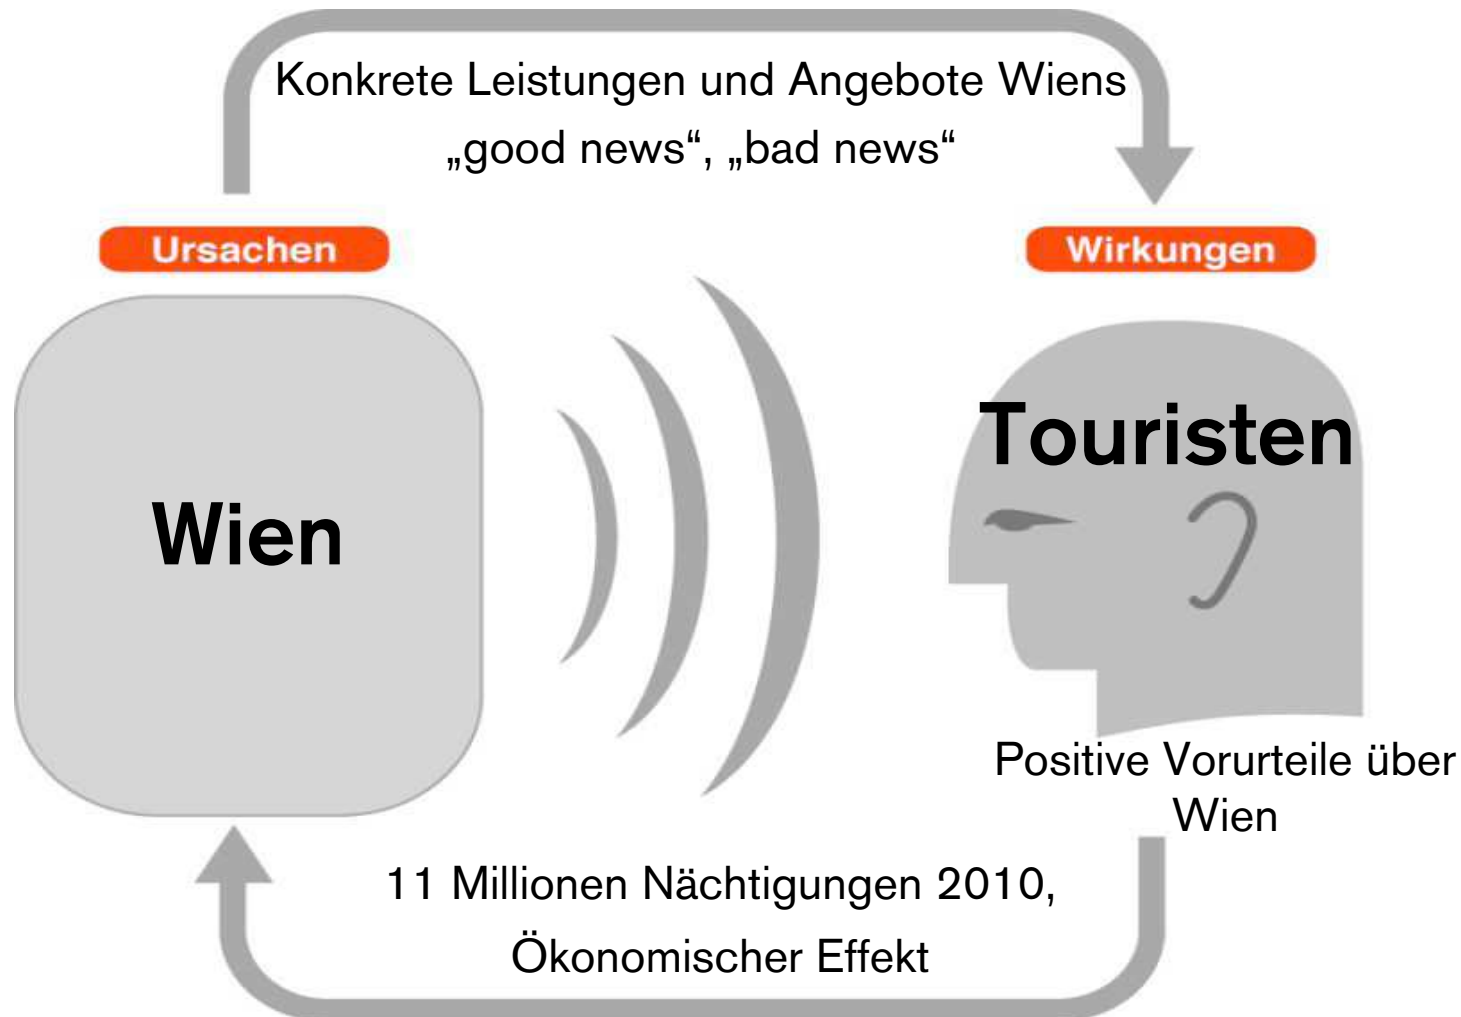 Konkrete Leistungen und Angebote Wiens
„good news“, „bad news“
Ursachen
Wirkungen
Wien
Touristen
Positive Vorurteile über
Wien
11 Millionen Nächtigungen 2010,
Ökonomischer Effekt